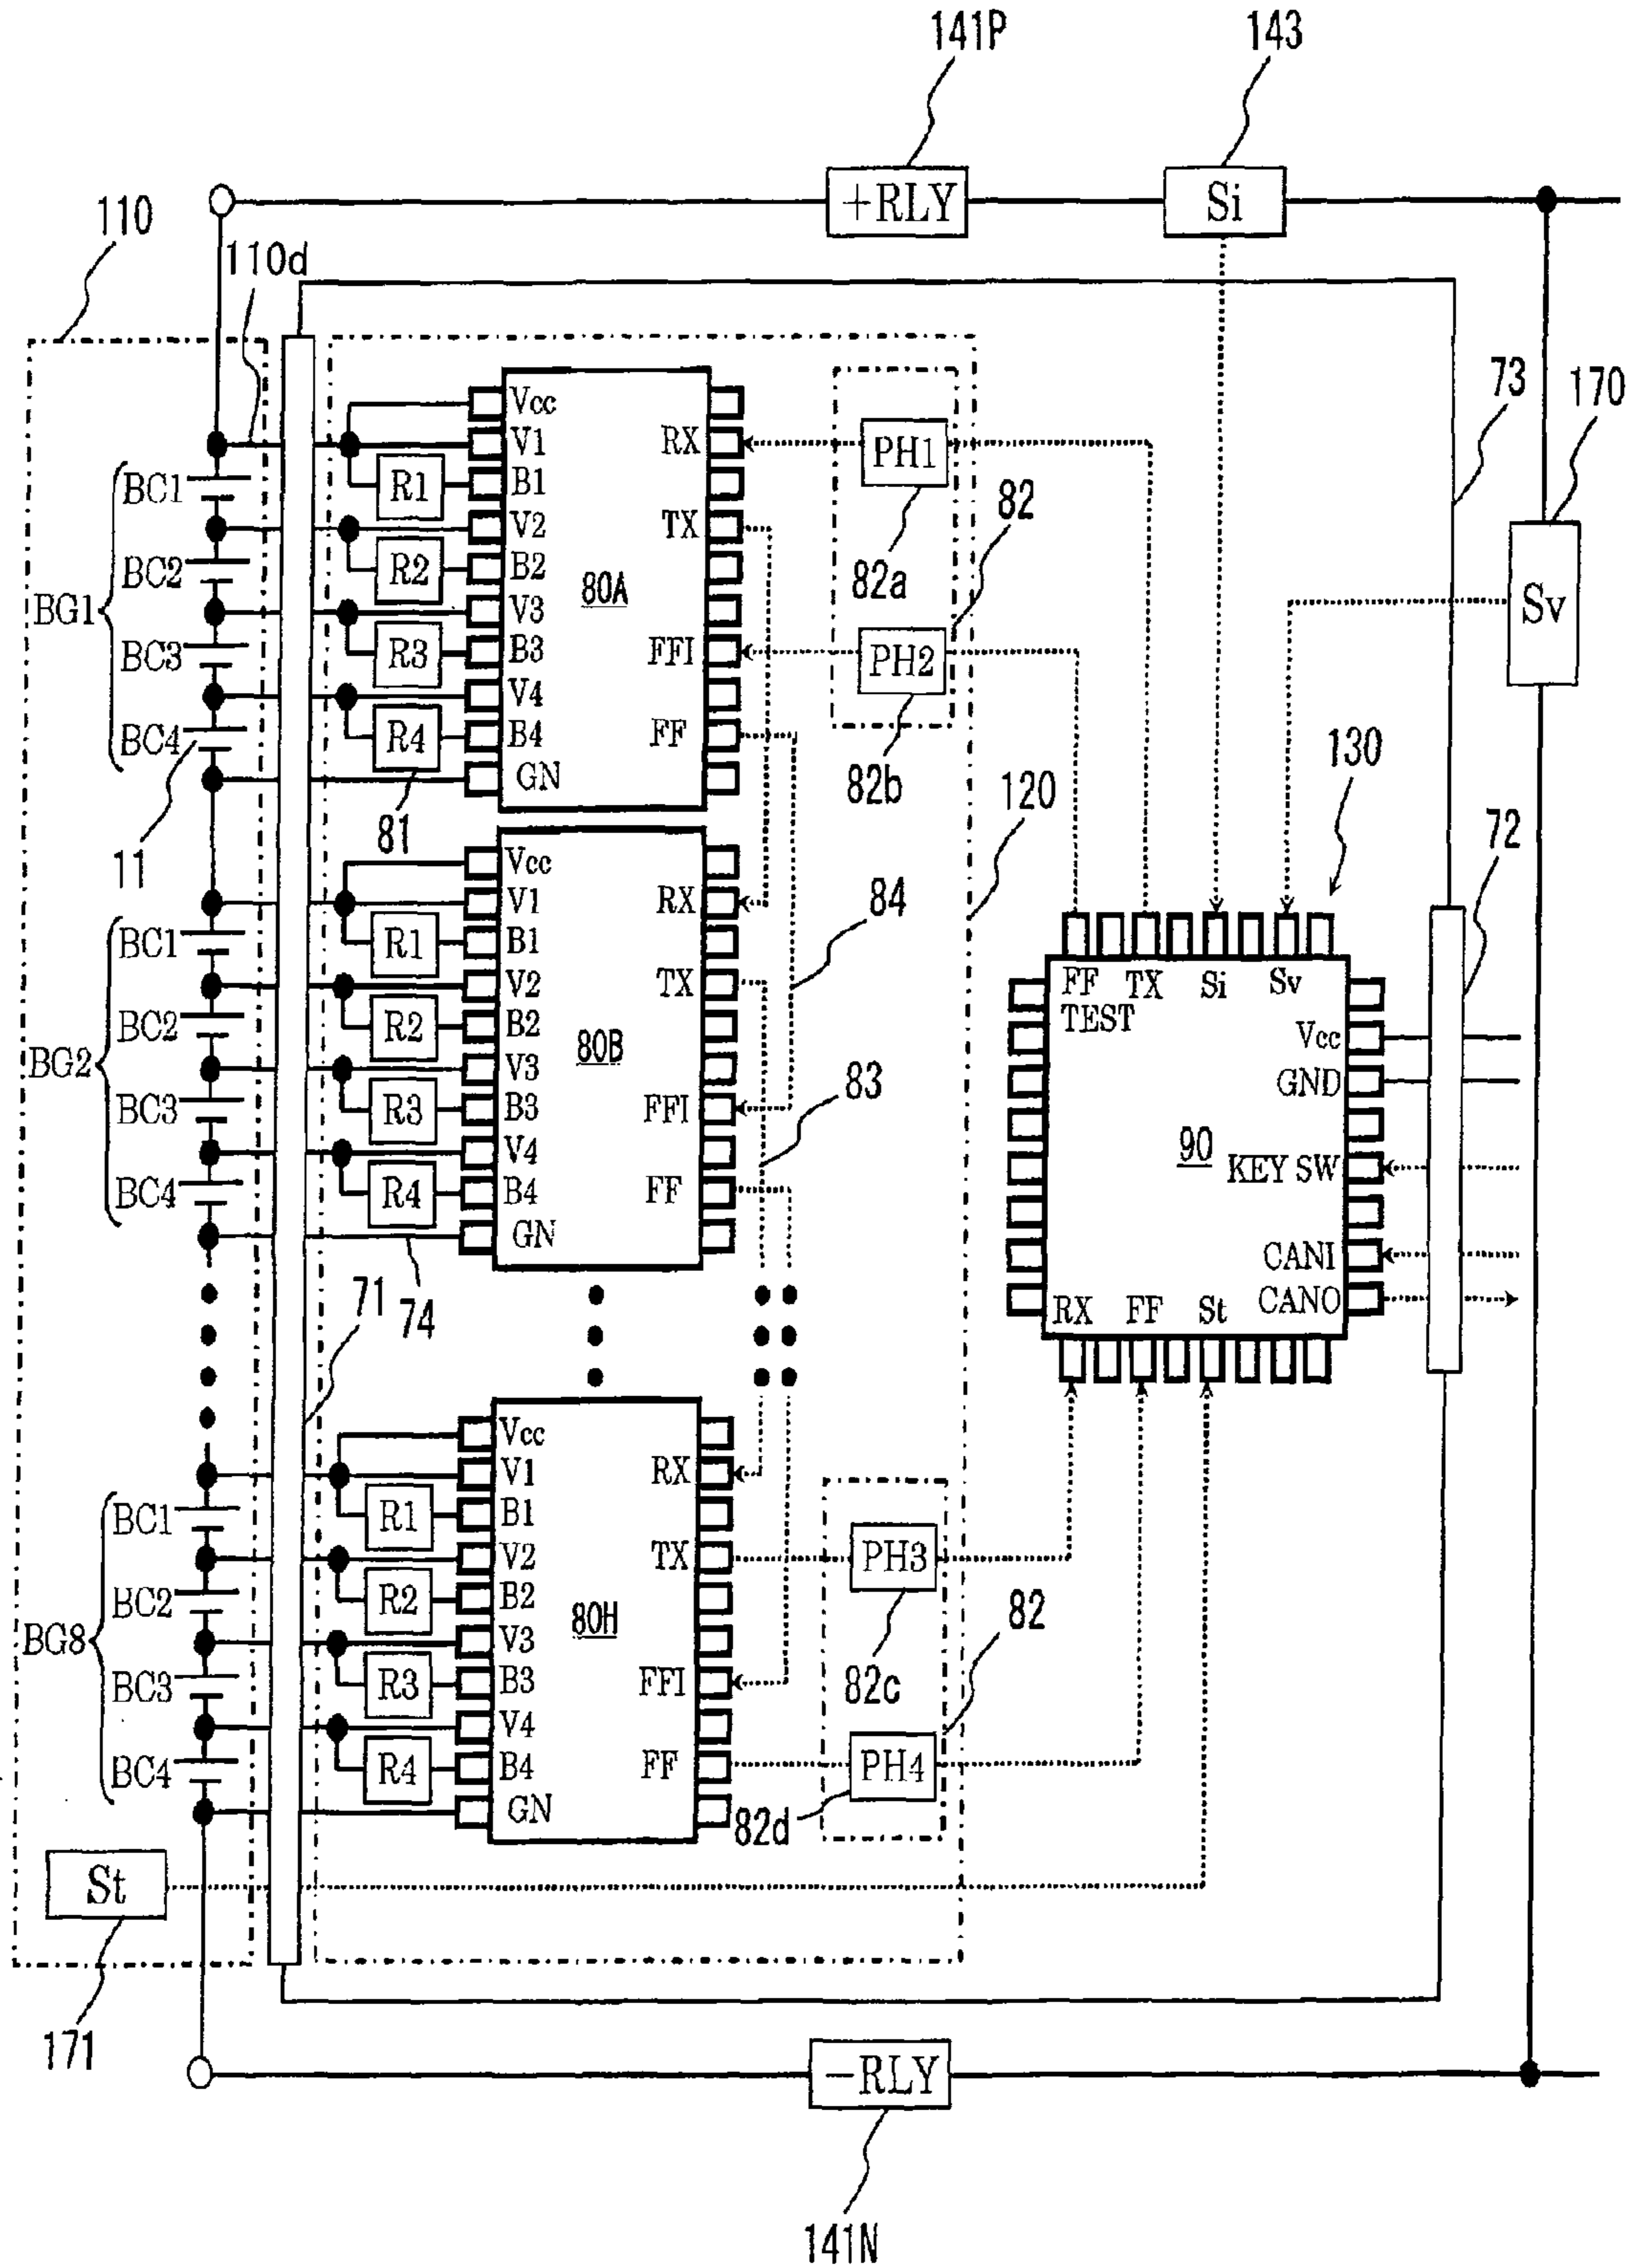 141P
143
+RLY
Si
110
110d
73
170
Sv
BG1
BC1
BC2
BC3
BC4
11
R1
R2
R3
R4
81
Vcc
V1
B1
V2
B2
V3
B3
V4
B4
GN
80A
RX
TX
FFI
FF
PH1
82a
82
PH2
82b
120
130
72
BG2
BC1
BC2
BC3
BC4
R1
R2
R3
R4
74
Vcc
V1
B1
V2
B2
V3
B3
V4
B4
GN
80B
RX
TX
FFI
FF
84
83
FF
TEST
TX
Si
Sv
Vcc
GND
90
KEY SW
CANI
CANO
RX
FF
St
71
BG8
BC1
BC2
BC3
BC4
R1
R2
R3
R4
Vcc
V1
B1
V2
B2
V3
B3
V4
B4
GN
80H
RX
TX
FFI
FF
PH3
82c
82
PH4
82d
St
171
−RLY
141N